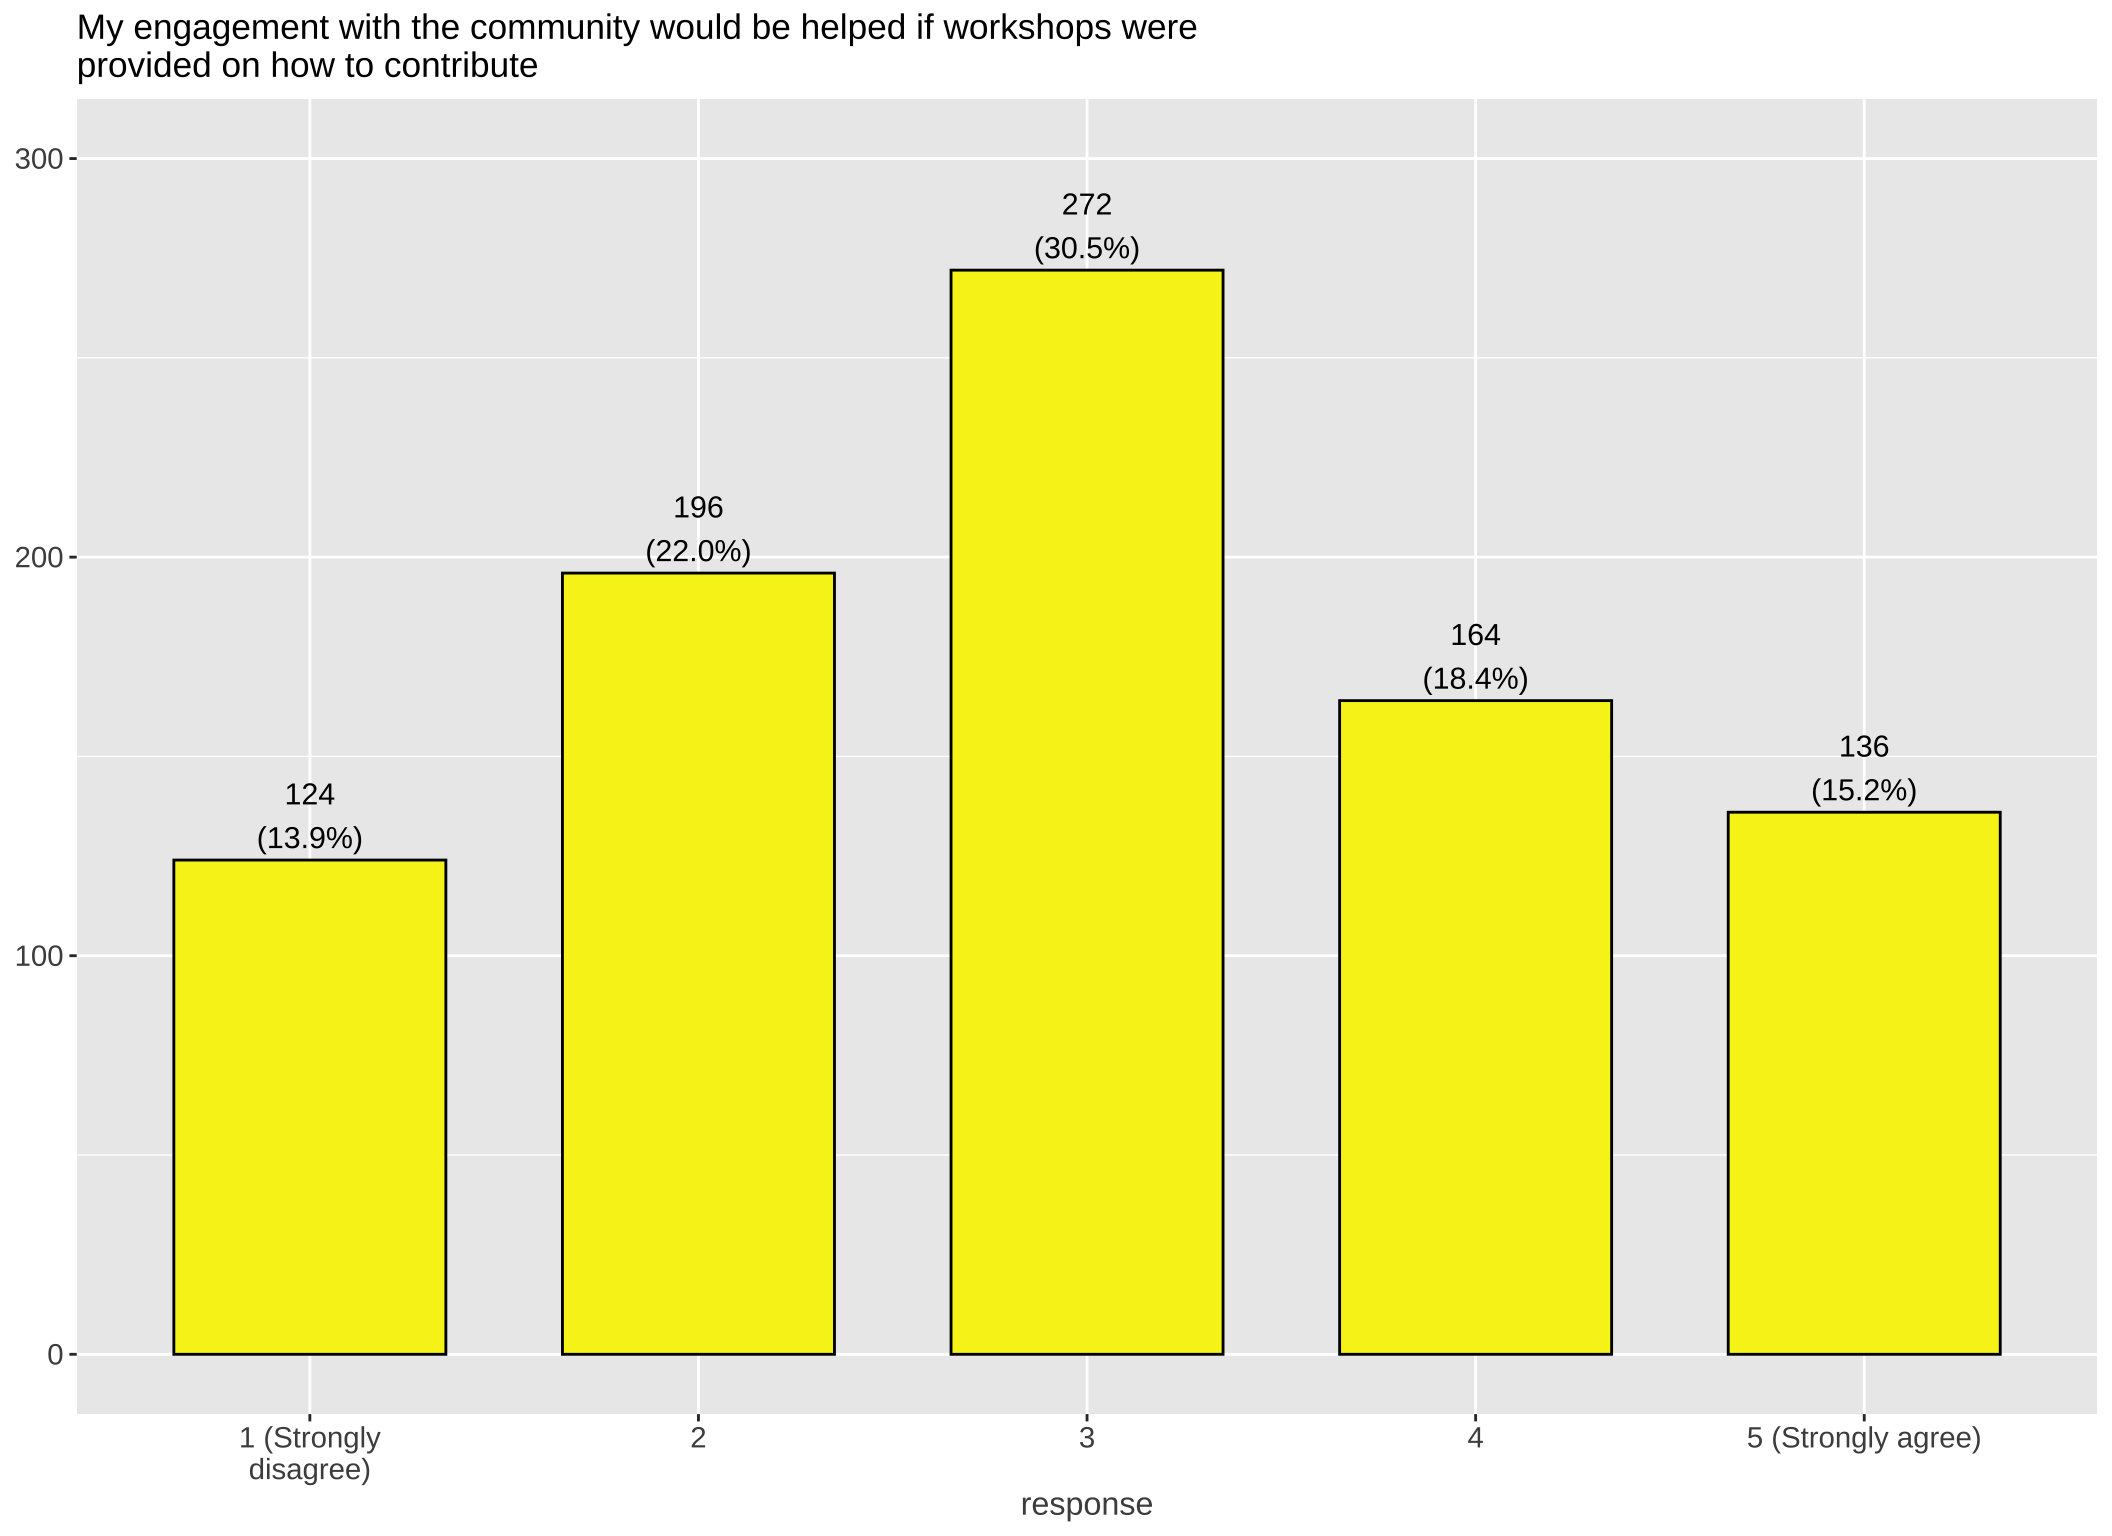 My engagement with the community would be helped if workshops were
provided on how to contribute
300
200
100
0
124
(13.9%)
196
(22.0%)
272
(30.5%)
164
(18.4%)
136
(15.2%)
1 (Strongly
disagree)
2
3
4
5 (Strongly agree)
response